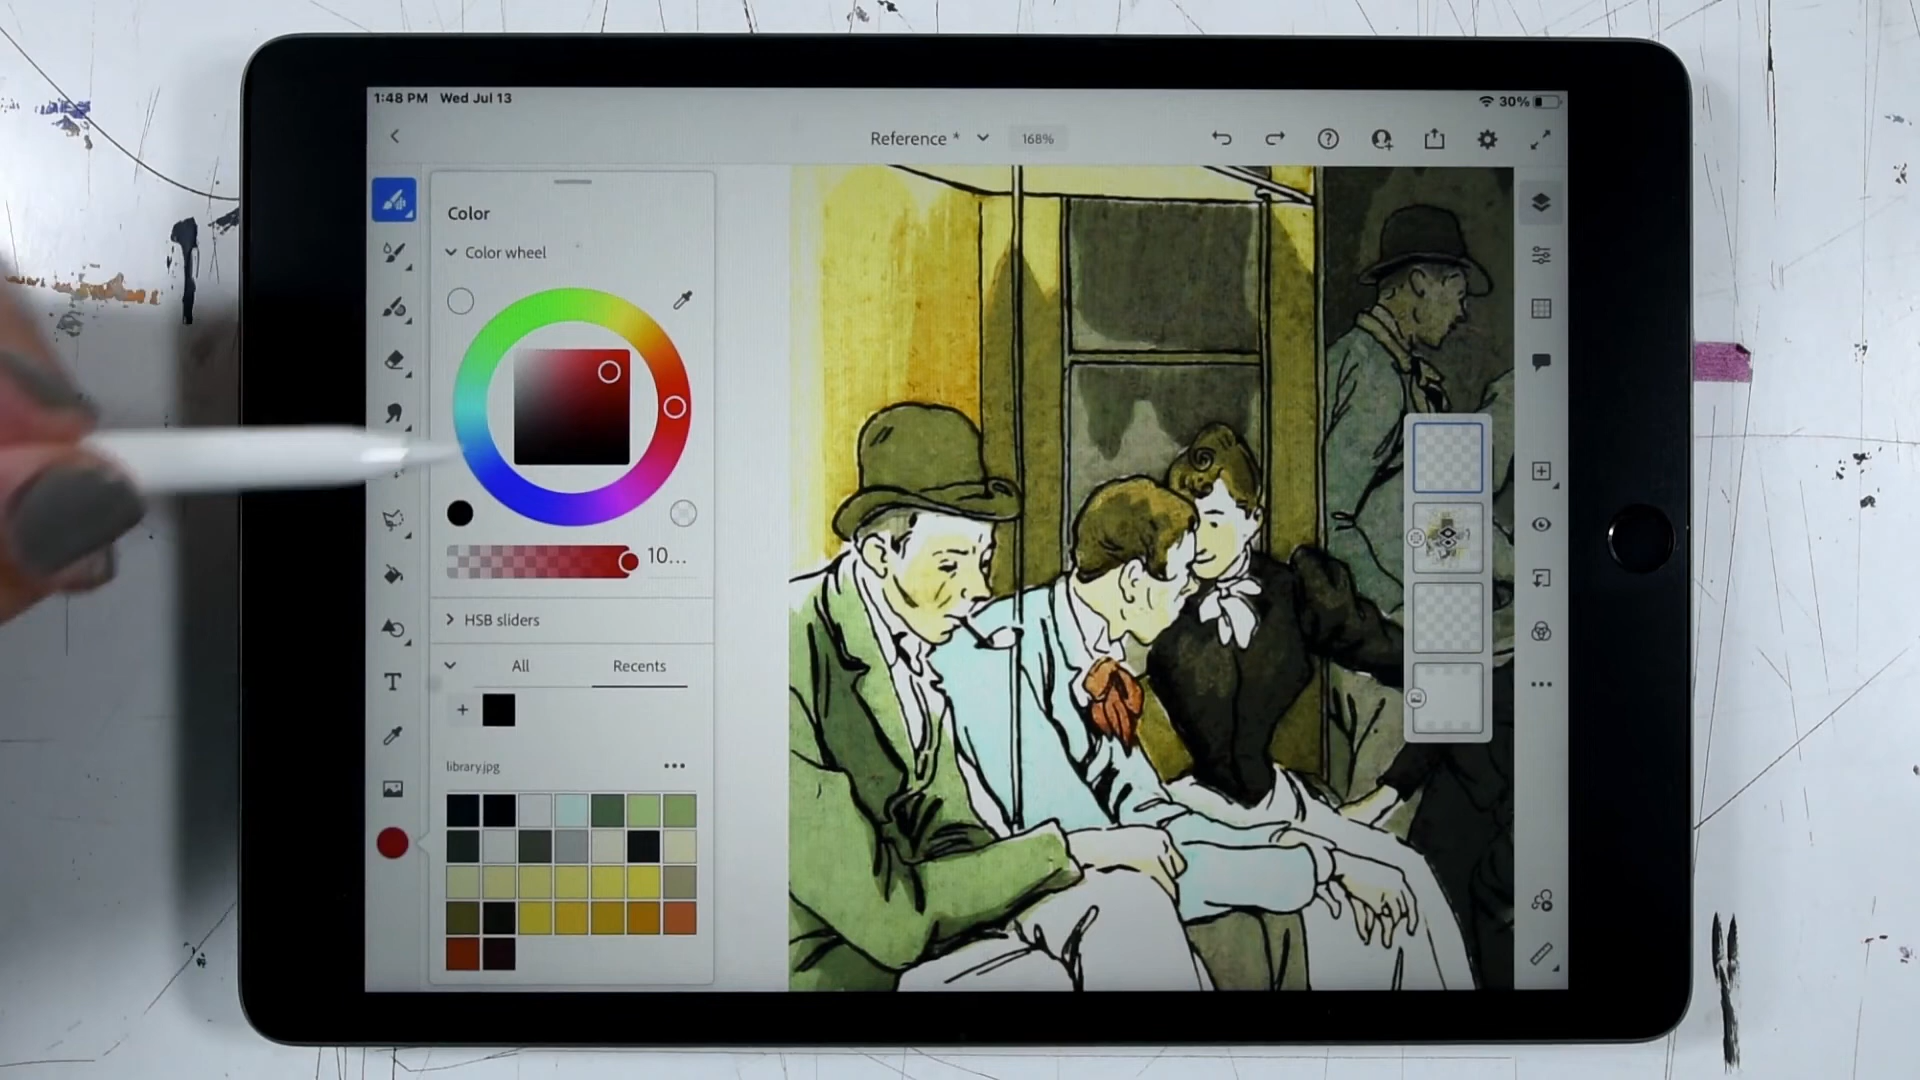 1:48 PM Wed Jul 13
30%
Reference *
168%
Color
Color wheel
10...
HSB sliders
All
Recents
library.jpg
T